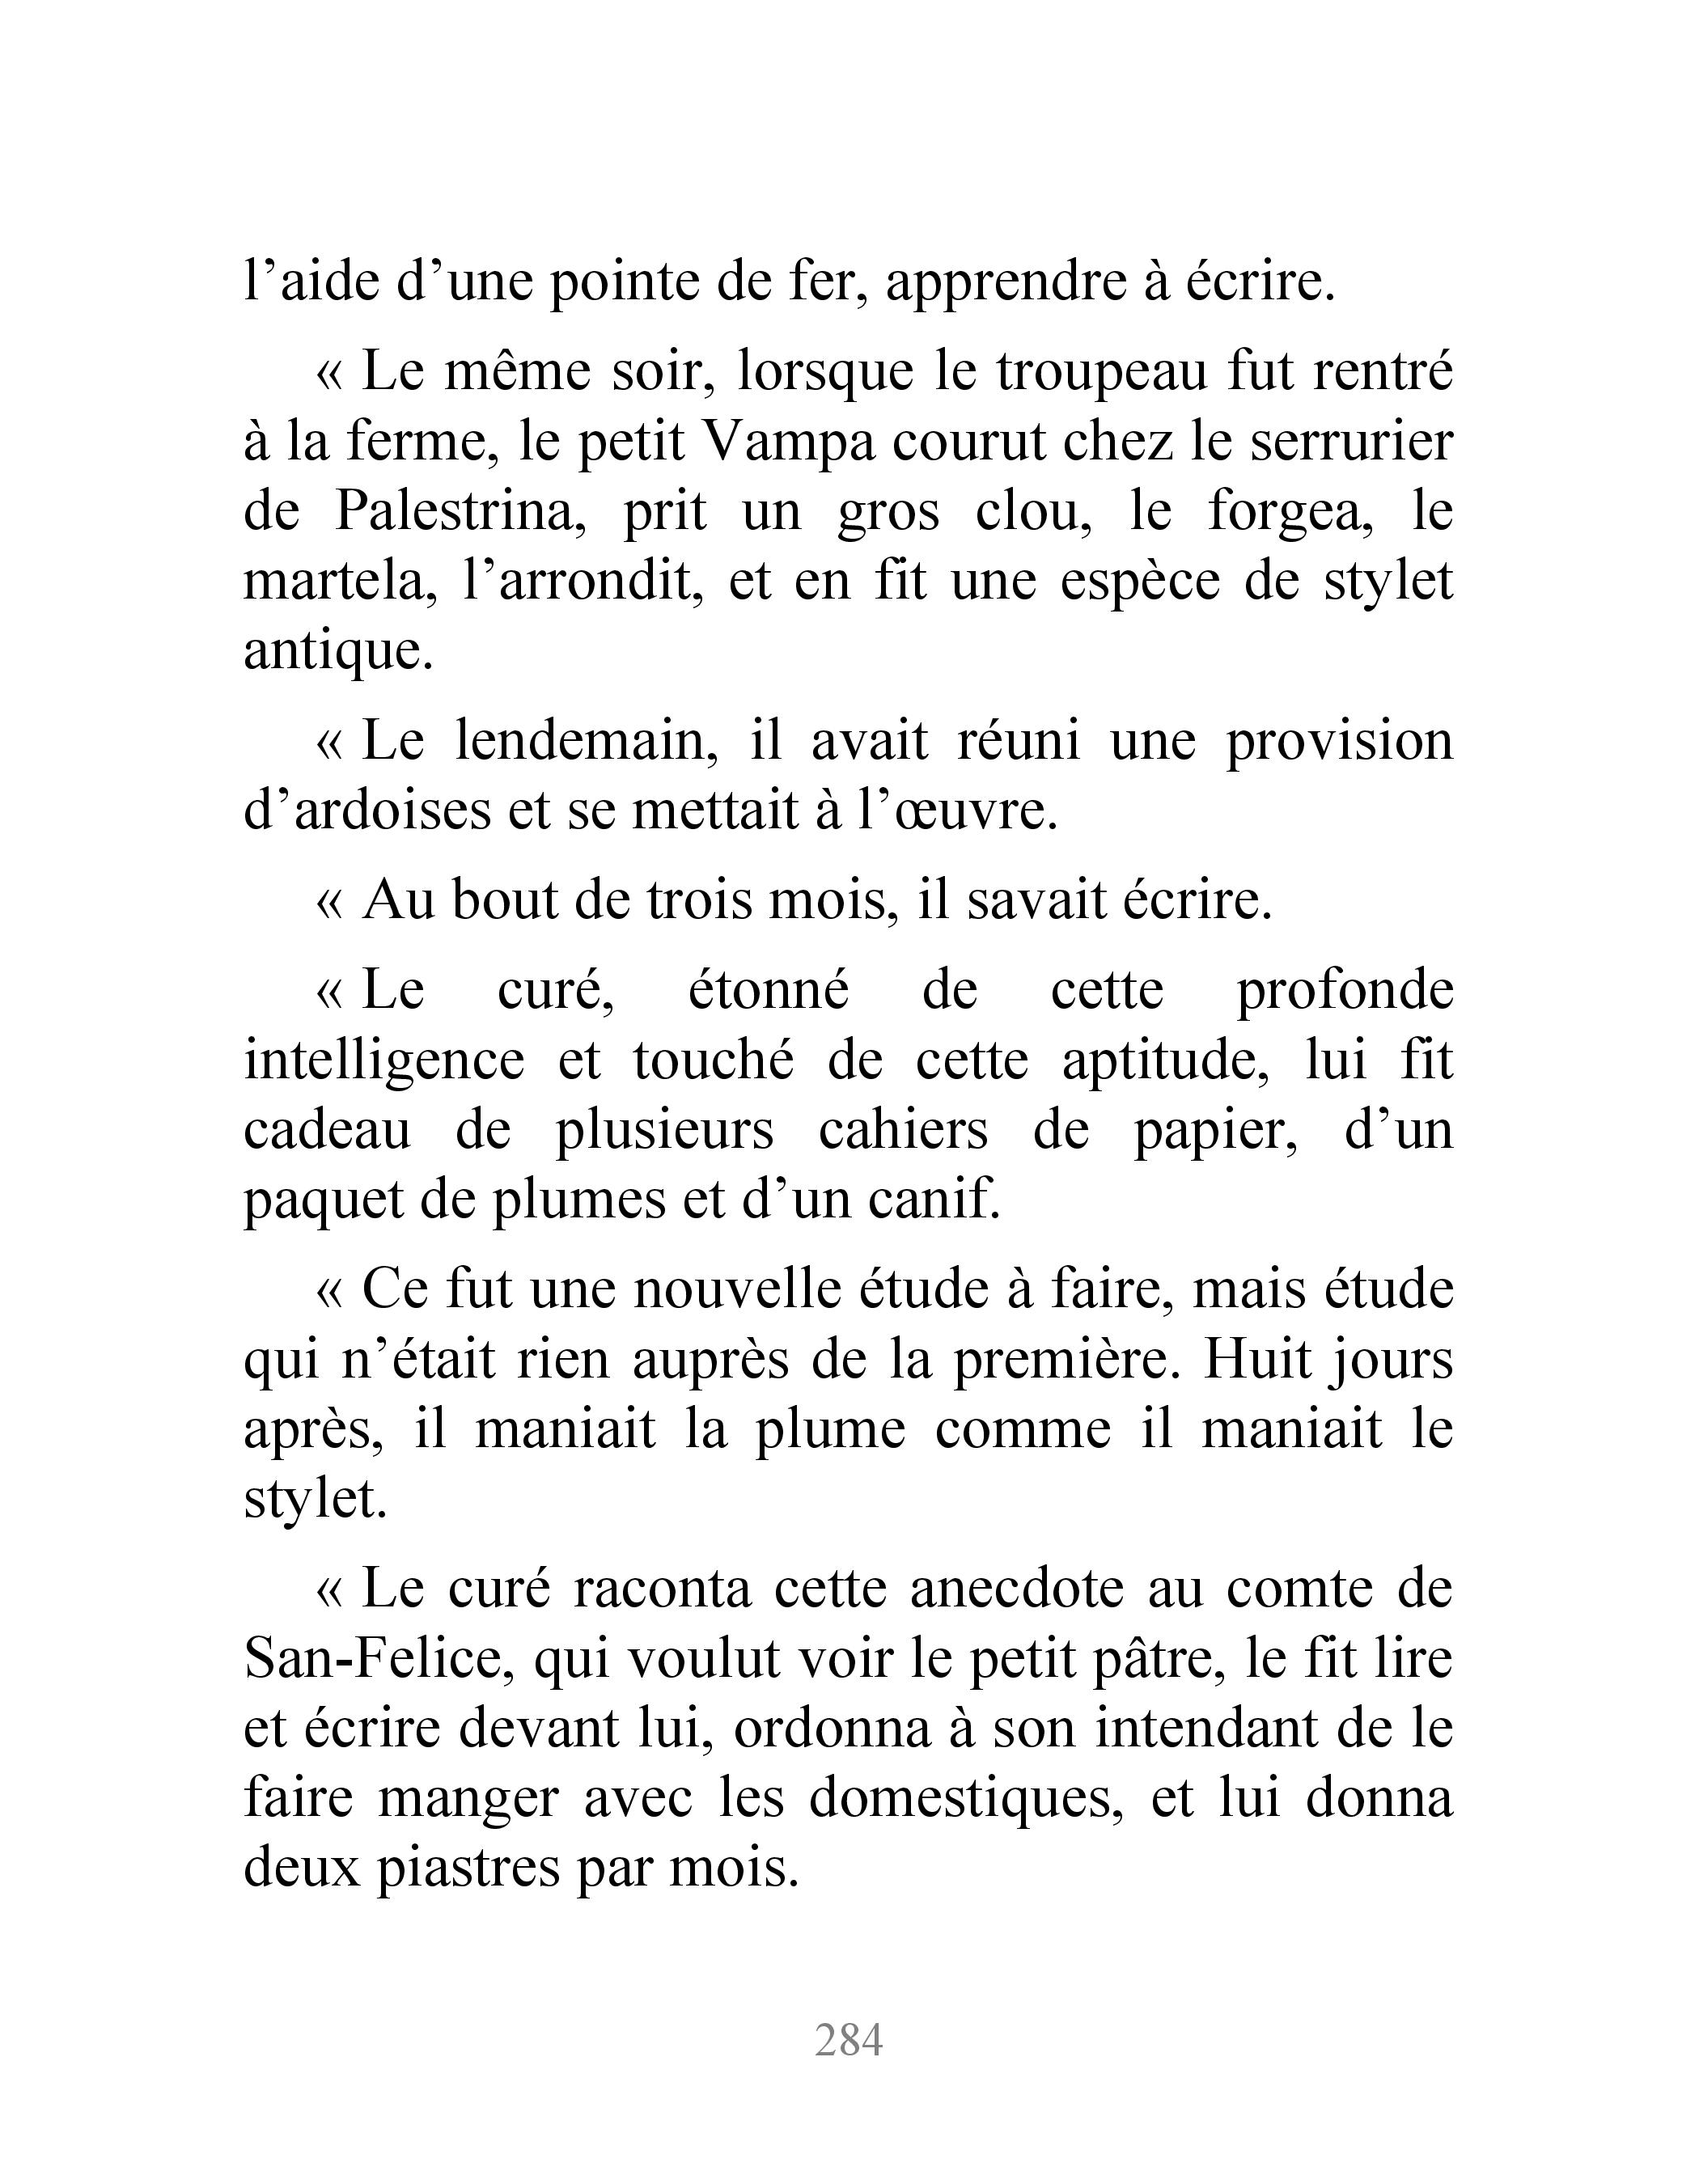 l’aide d’une pointe de fer, apprendre à écrire.
« Le même soir, lorsque le troupeau fut rentré
à la ferme, le petit Vampa courut chez le serrurier
de Palestrina, prit un gros clou, le forgea, le
martela, l’arrondit, et en fit une espèce de stylet
antique.
« Le lendemain, il avait réuni une provision
d’ardoises et se mettait à l’œuvre.
« Au bout de trois mois, il savait écrire.
« Le curé, étonné de cette profonde
intelligence et touché de cette aptitude, lui fit
cadeau de plusieurs cahiers de papier, d’un
paquet de plumes et d’un canif.
« Ce fut une nouvelle étude à faire, mais étude
qui n’était rien auprès de la première. Huit jours
après, il maniait la plume comme il maniait le
stylet.
« Le curé raconta cette anecdote au comte de
San-Felice, qui voulut voir le petit pâtre, le fit lire
et écrire devant lui, ordonna à son intendant de le
faire manger avec les domestiques, et lui donna
deux piastres par mois.
284